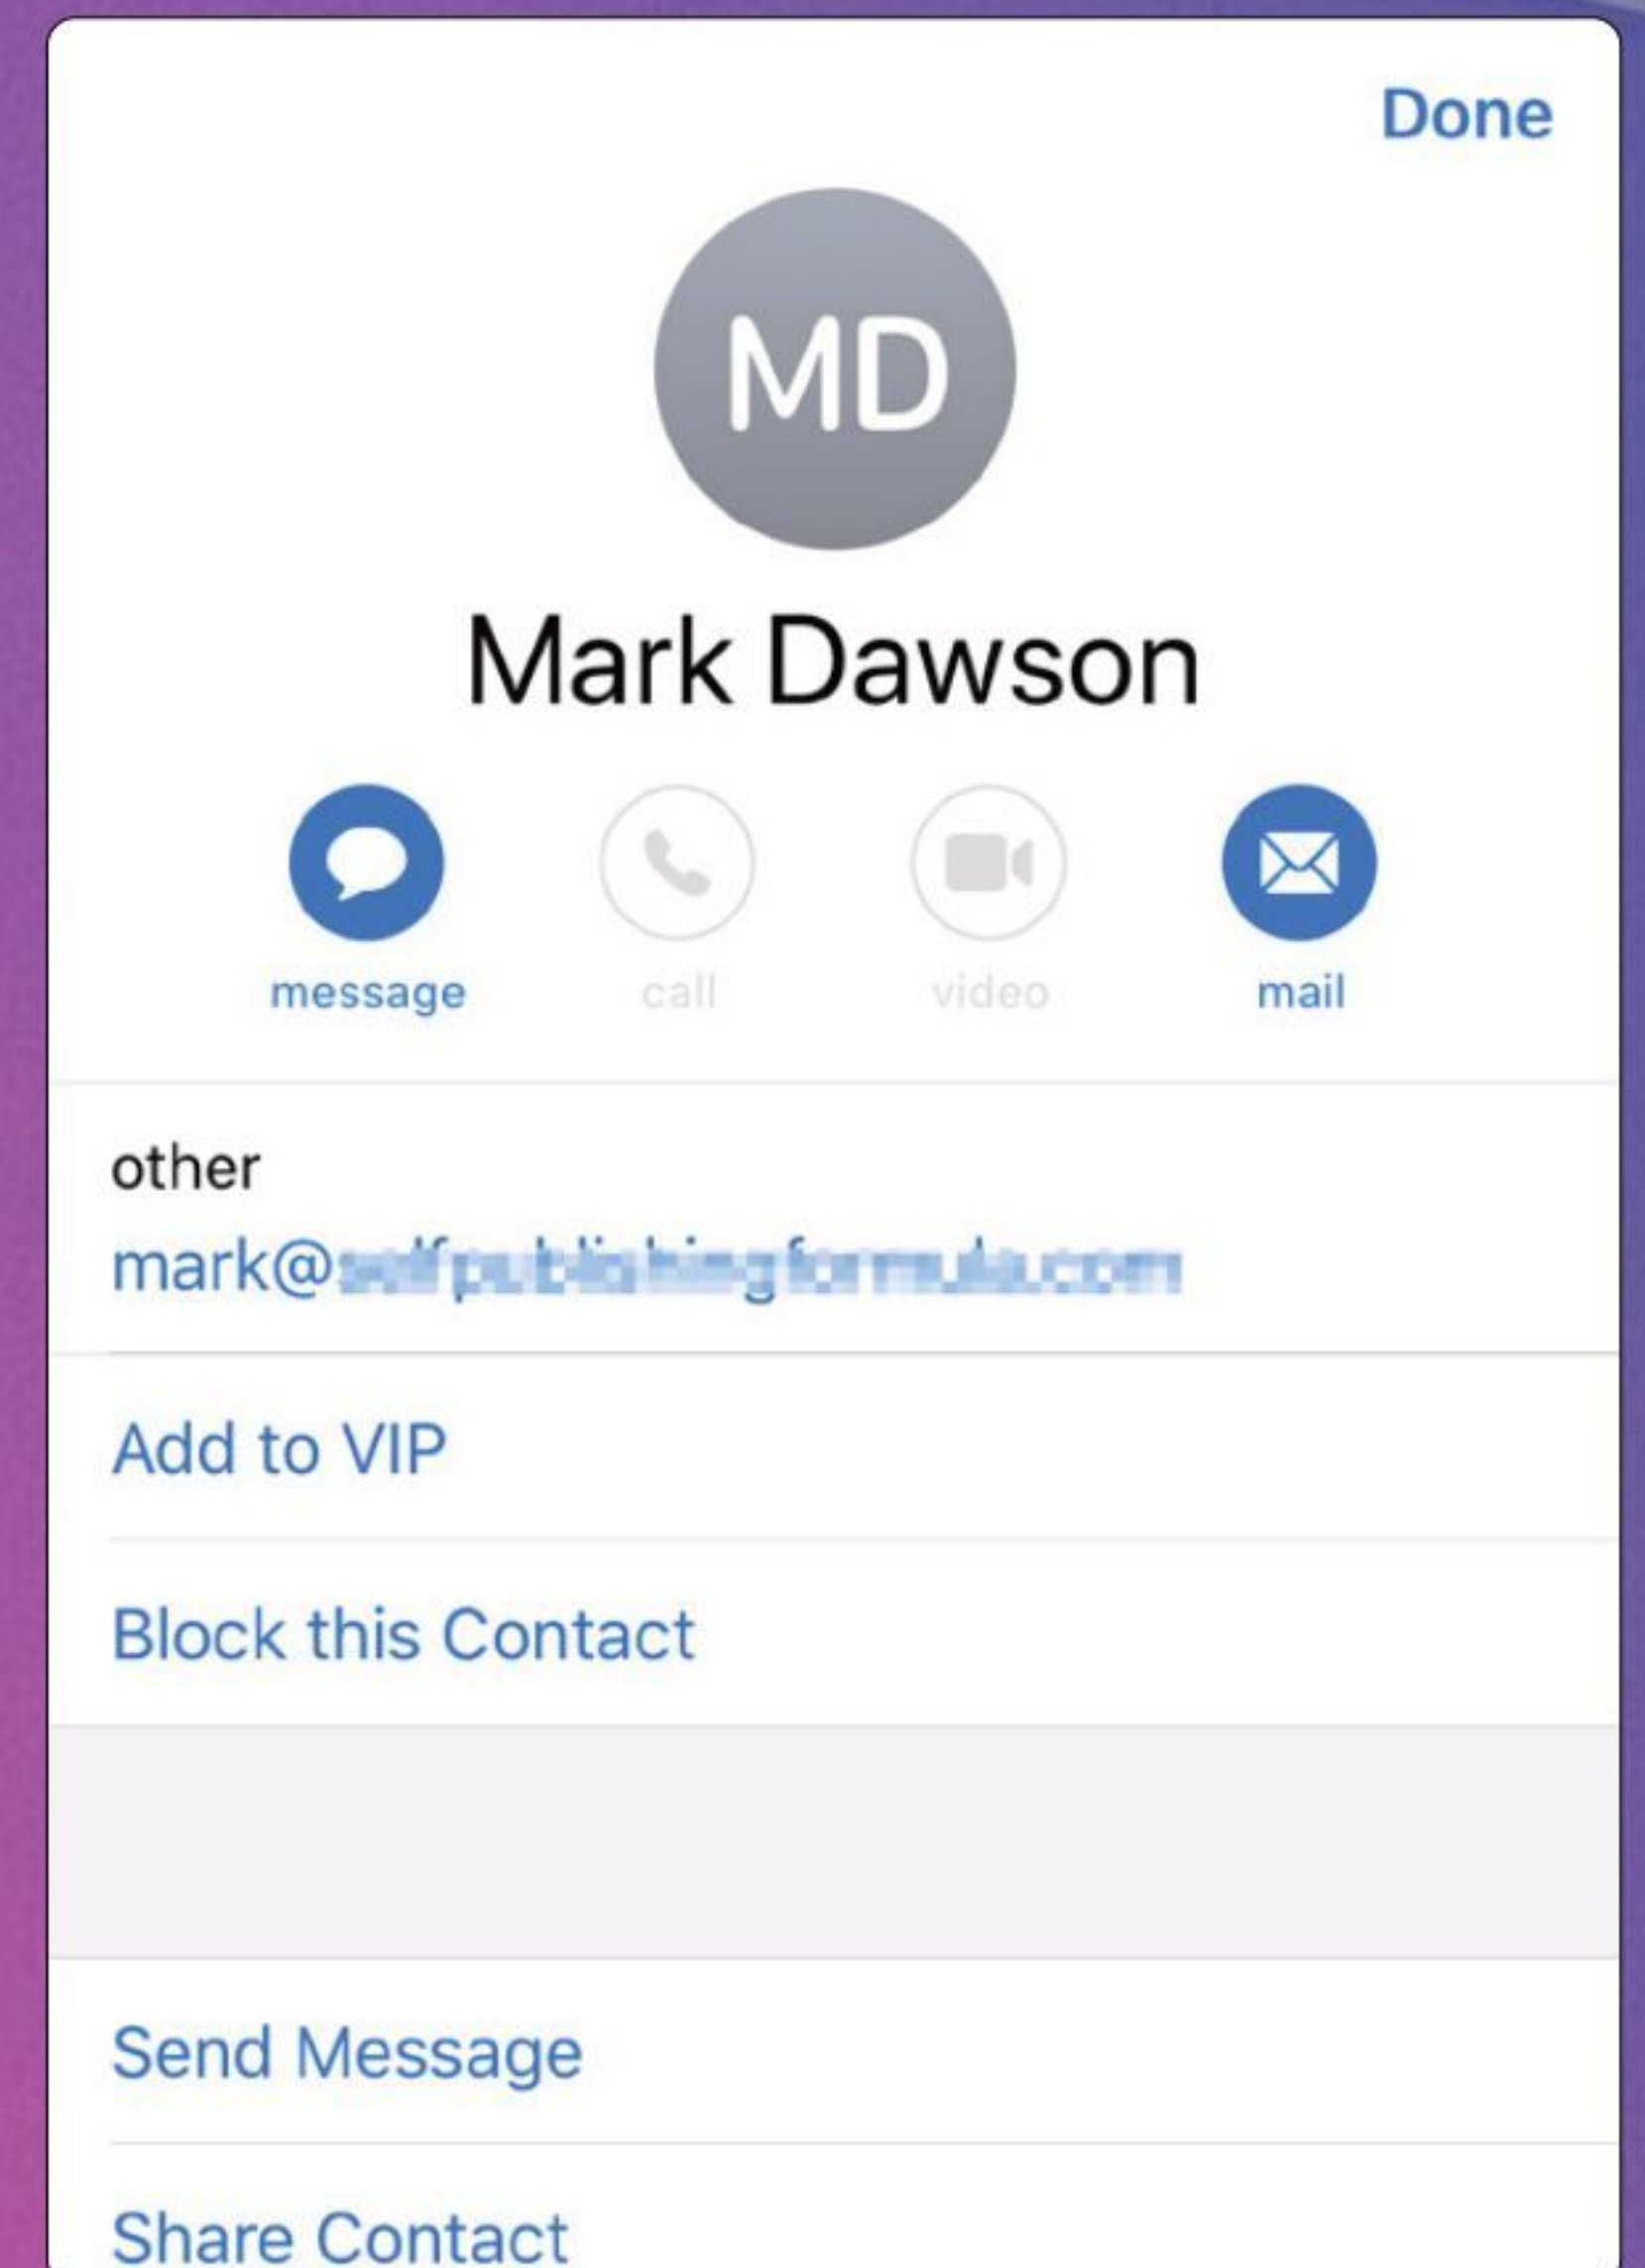 Done
MD
Mark Dawson
message call video mail
other
mark@
Add to VIP
Block this Contact
Send Message
Share Contact